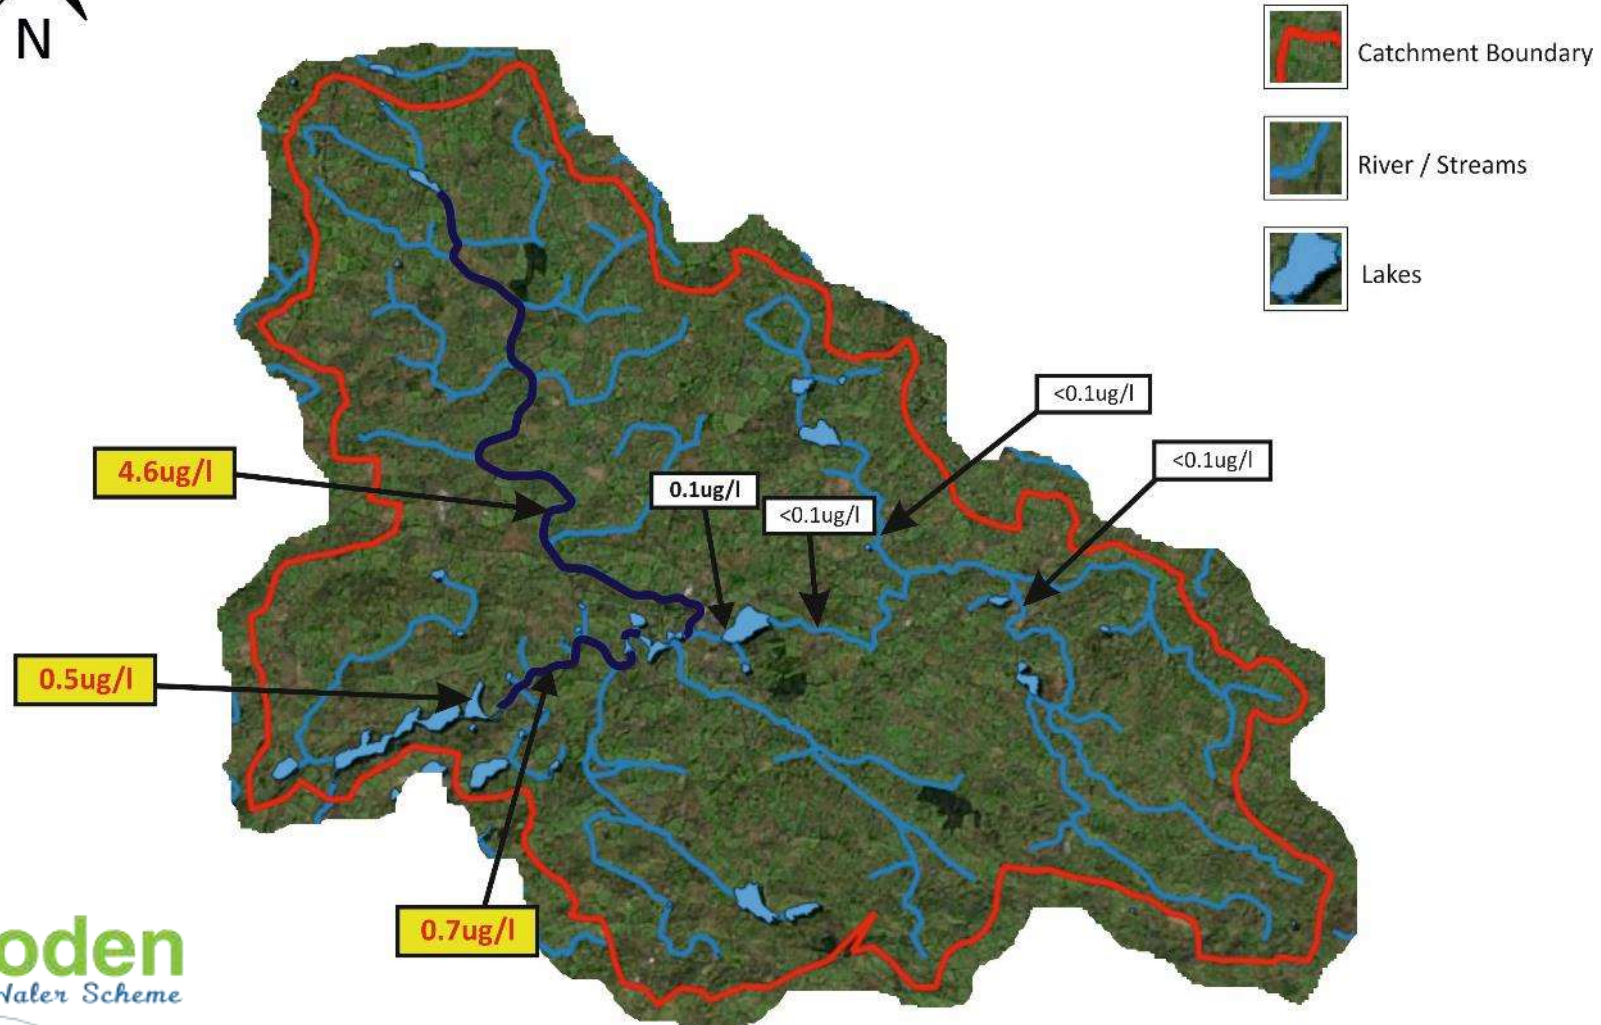 N
Catchment Boundary
River / Streams
Lakes
<0.1ug/l
<0.1ug/l
4.6ug/l
0.1ug/l
<0.1ug/l
0.5ug/l
0.7ug/l
oden
Water Scheme